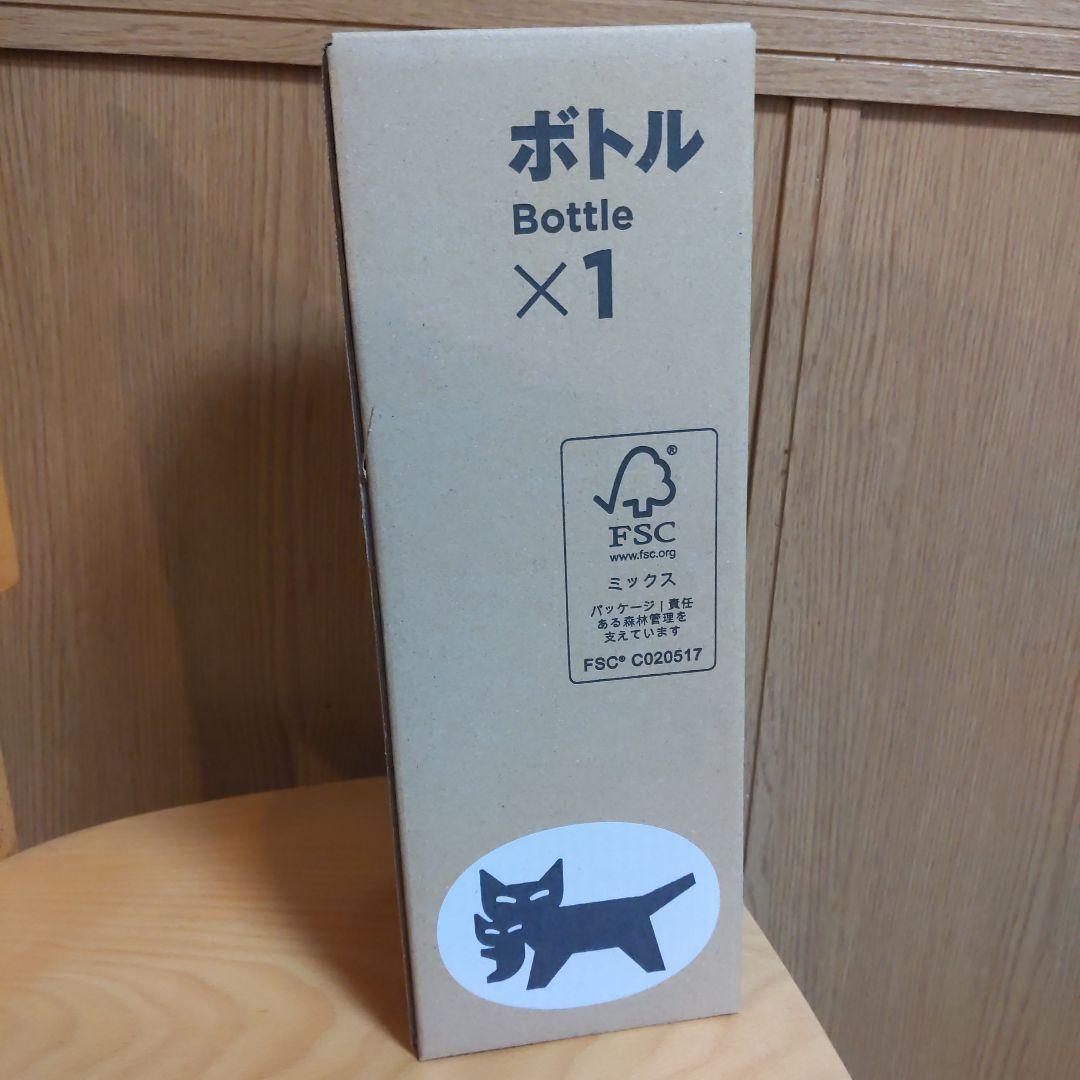 ボトル
Bottle
×1
®
FSC
www.fsc.org
ミックス
パッケージ|責任
ある森林管理を
支えています
FSC® C020517